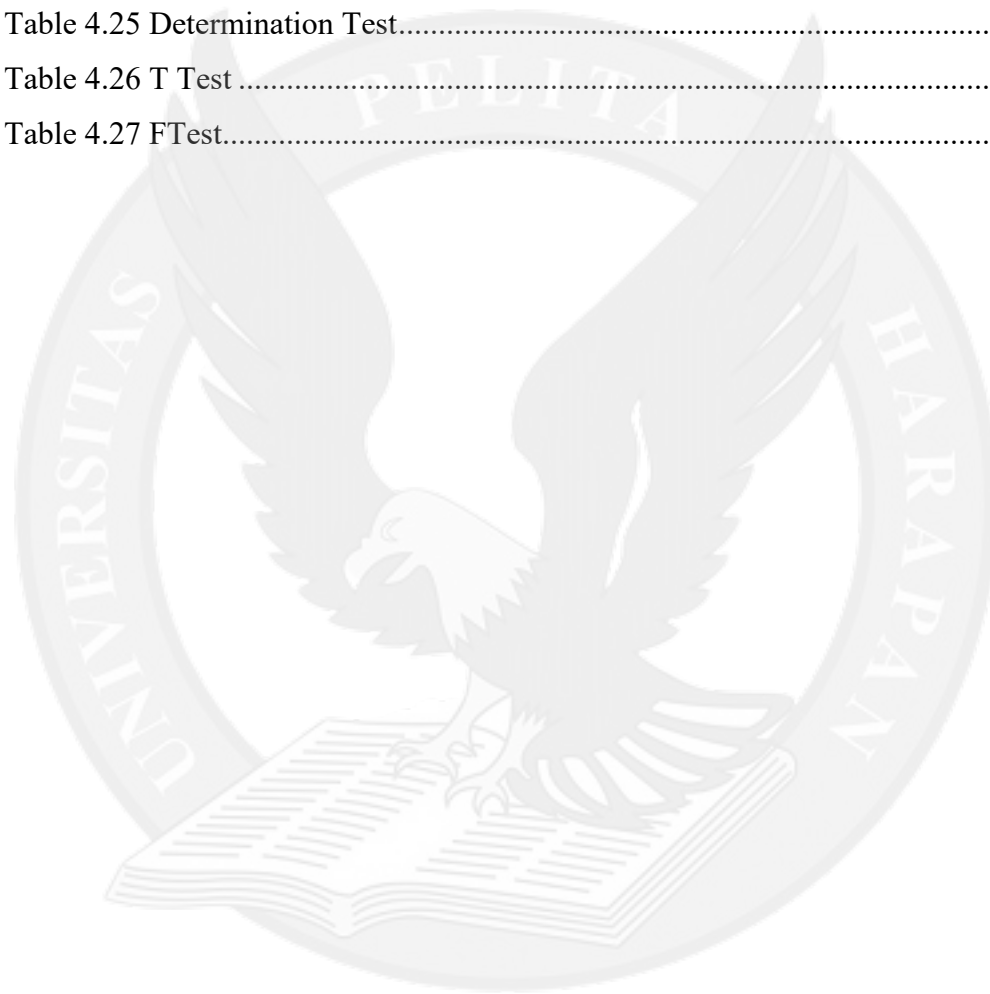 Table 4.25 Determination Test..........................................................................
Table 4.26 T Test ..............................................................................................
Table 4.27 FTest................................................................................................
UNIVERSITAS PELITA HARAPAN